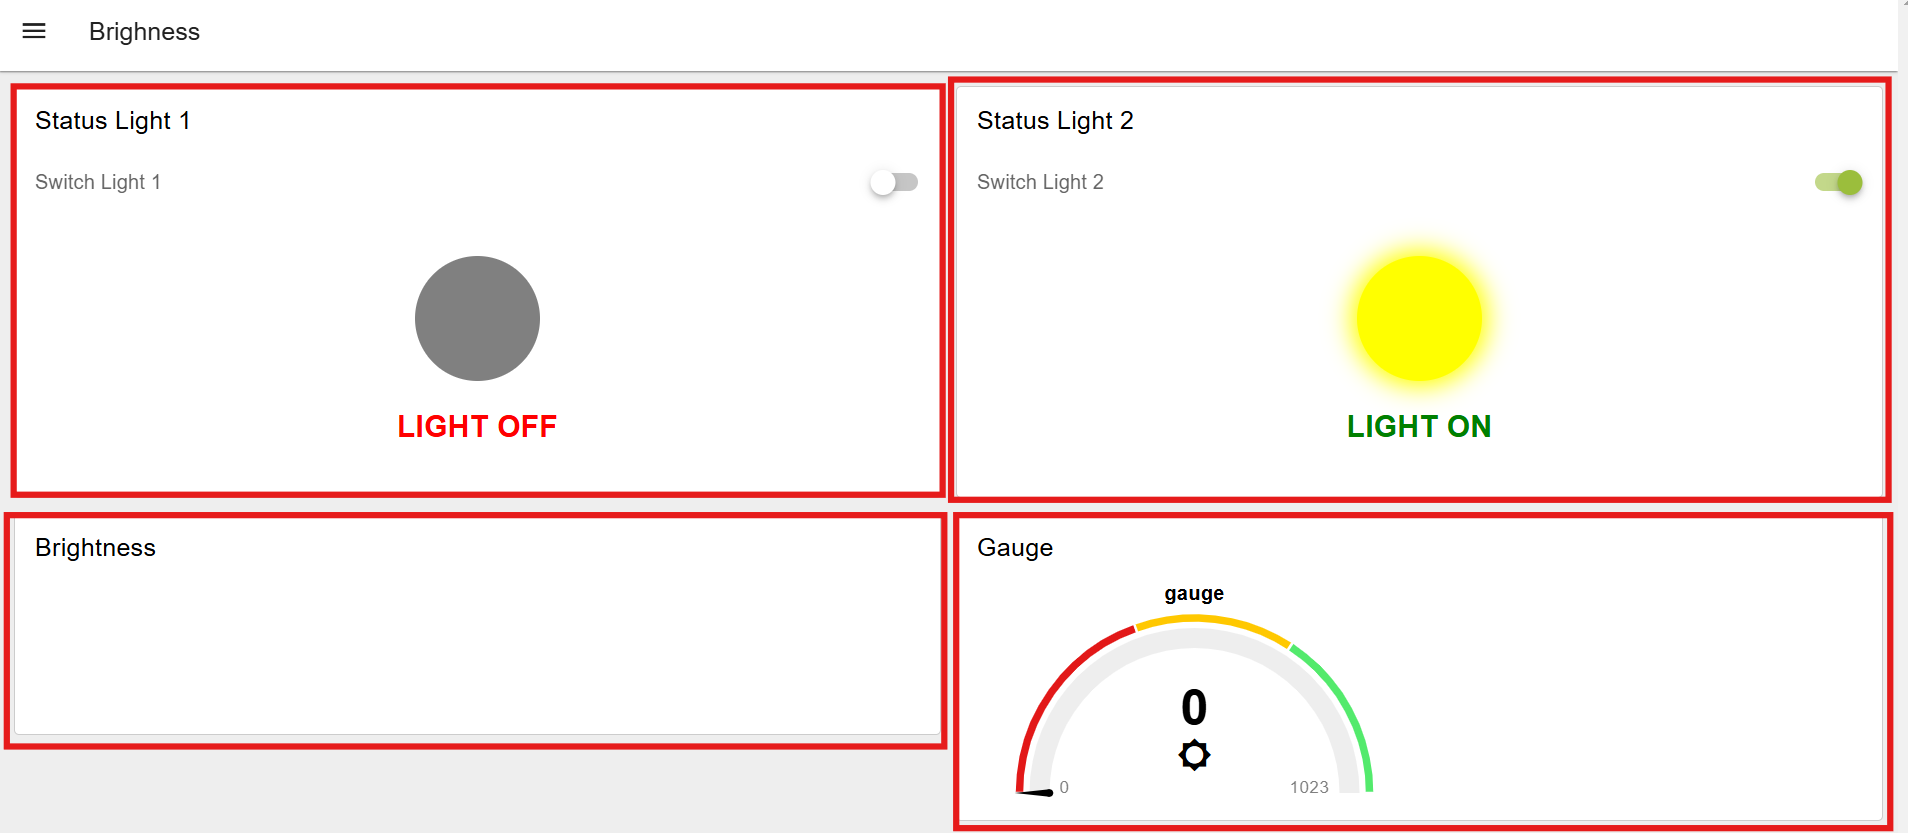 Brighness
Status Light 1
Switch Light 1
LIGHT OFF
Status Light 2
Switch Light 2
LIGHT ON
Brightness
Gauge
gauge
0
0
1023